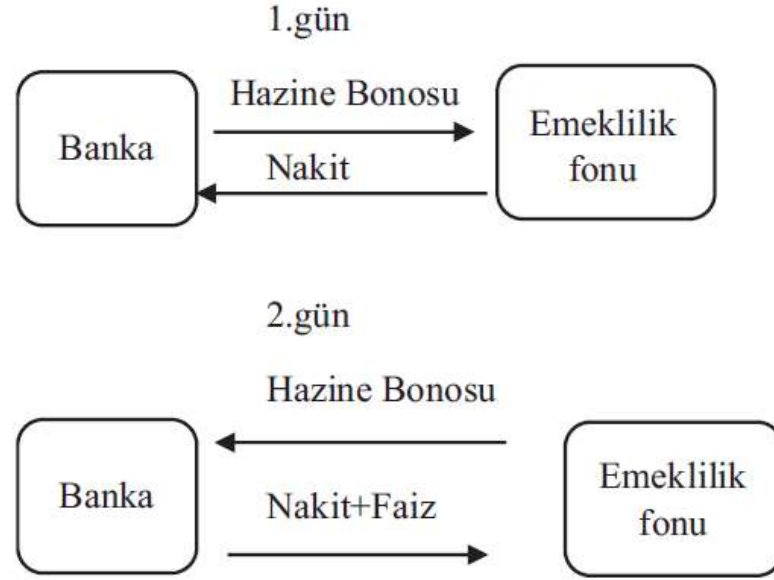 1.gün
Hazine Bonosu
Banka
Emeklilik
fonu
Nakit
2.gün
Hazine Bonosu
Banka
Emeklilik
fonu
Nakit+Faiz